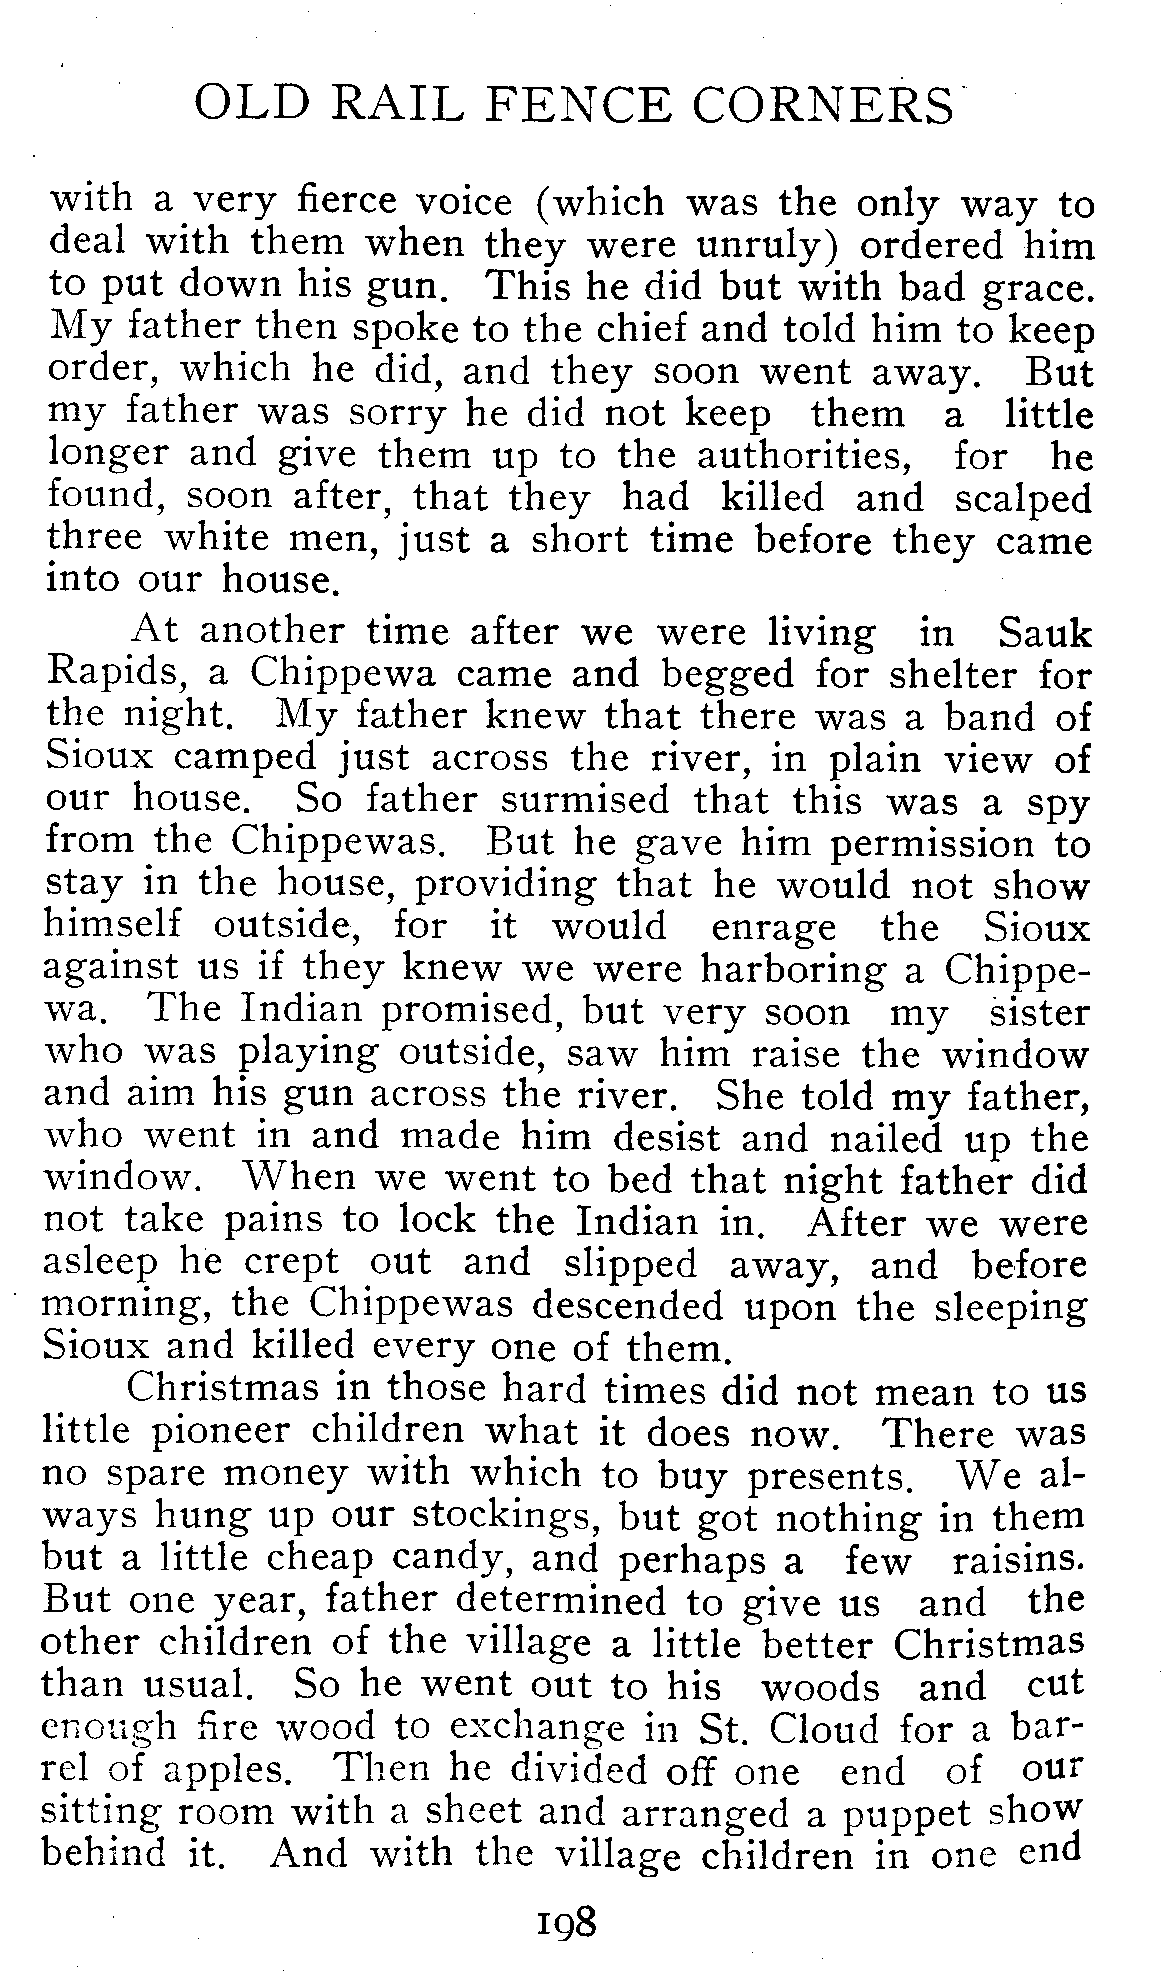 OLD RAIL FENCE CORNERS
with a very fierce voice (which was the only way to
deal with them when they were unruly) ordered him
to put down his gun. This he did but with bad grace.
My father then spoke to the chief and told him to keep
order, which he did, and they soon went away. But
my father was sorry he did not keep them a little
longer and give them up to the authorities, for he
found, soon after, that they had killed and scalped
three white men, just a short time before they came
into our house.
At another time after we were living in Sauk
Rapids, a Chippewa came and begged for shelter for
the night. My father knew that there was a band of
Sioux camped just across the river, in plain view of
our house. So father surmised that this was a spy
from the Chippewas. But he gave him permission to
stay in the house, providing that he would not show
himself outside, for it would enrage the Sioux
against us if they knew we were harboring a Chippe-
wa. The Indian promised, but very soon my sister
who was playing outside, saw him raise the window
and aim his gun across the river. She told my father,
who went in and made him desist and nailed up the
window. When we went to bed that night father did
not take pains to lock the Indian in. After we were
asleep he crept out and slipped away, and before
morning, the Chippewas descended upon the sleeping
Sioux and killed every one of them.
Christmas in those hard times did not mean to us
little pioneer children what it does now. There was
no spare money with which to buy presents. We al-
ways hung up our stockings, but got nothing in them
but a little cheap candy, and perhaps a few raisins.
But one year, father determined to give us and the
other children of the village a little better Christmas
than usual. So he went out to his woods and cut
enough fire wood to exchange in St. Cloud for a bar-
rel of apples. Then he divided off one end of our
sitting room with a sheet and arranged a puppet show
behind it. And with the village children in one end
198